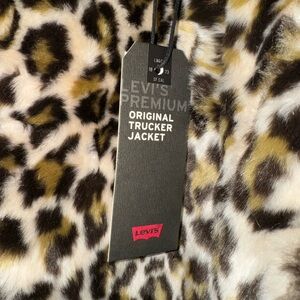 LEVI'S
PREMIUM
ORIGINAL
TRUCKER
JACKET
Levi's